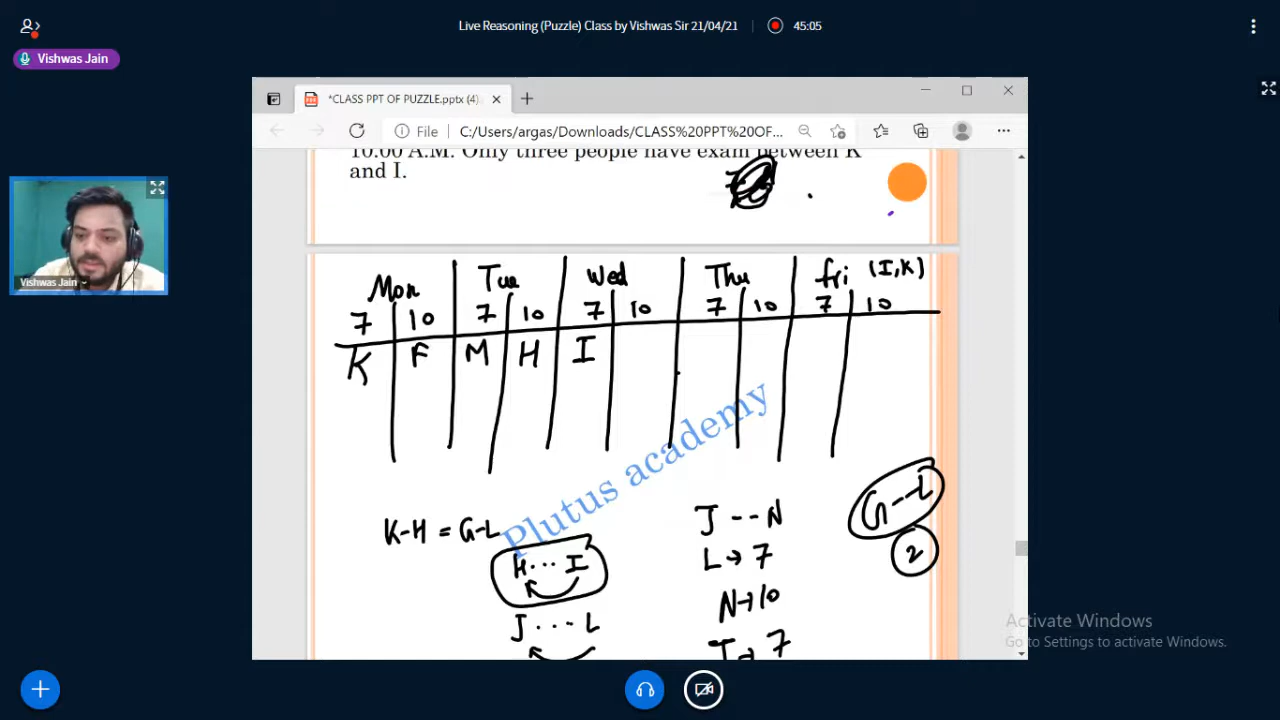 Live Reasoning (Puzzle) Class by Vishwas Sir 21/04/21
45:05
Vishwas Jain
*CLASS PPT OF PUZZLE.pptx (4)
File C:/Users/argas/Downloads/CLASS%20PPT%20OF...
10.00 A.M. Only three people have exam between K
and I.
Vishwas Jain
Mon Tue Wed Thu fri (I,K)
7 10 7 10 7 10 7 10 7 10
K F M H I
Plutus academy
G--L
2
K-H = G-L
H... I
J... L
J -- N
L → 7
N→10
J → 7
Activate Windows
Go to Settings to activate Windows.